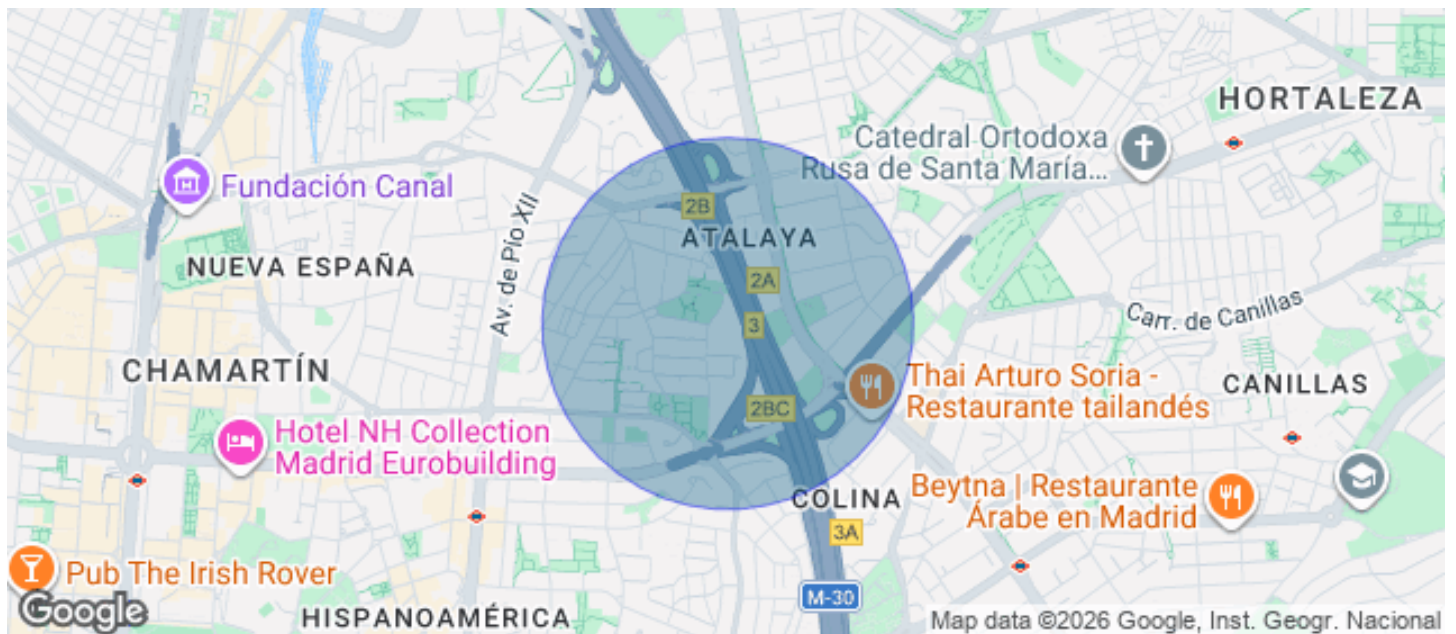 HORTALEZA
Catedral Ortodoxa
Rusa de Santa María...
Fundación Canal
2B
ATALAYA
NUEVA ESPAÑA
Av. de Pío XII
2A
3
Carr. de Canillas
CHAMARTÍN
Thai Arturo Soria -
Restaurante tailandés
CANILLAS
2BC
Hotel NH Collection
Madrid Eurobuilding
COLINA
Beytna | Restaurante
Árabe en Madrid
3A
Pub The Irish Rover
M-30
Google
HISPANOAMÉRICA
Map data ©2026 Google, Inst. Geogr. Nacional